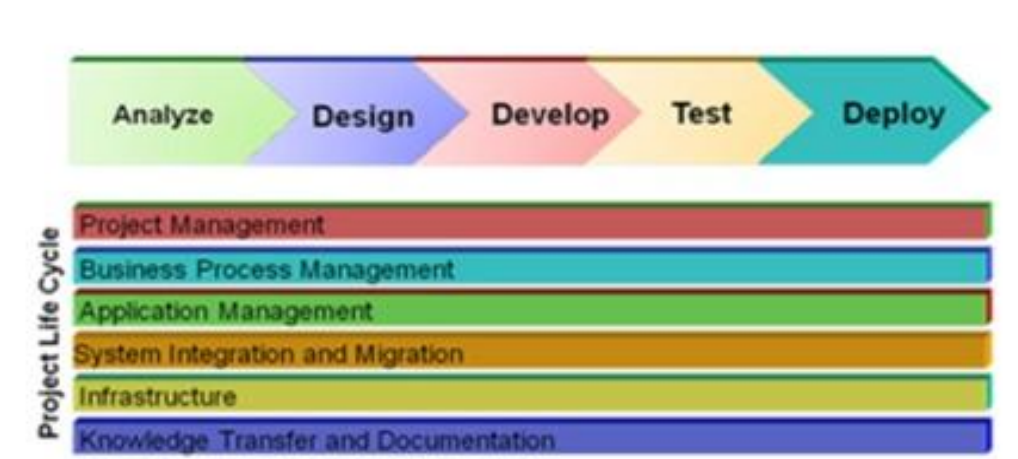 Analyze
Design
Develop
Test
Deploy
Project Life Cycle
Project Management
Business Process Management
Application Management
System Integration and Migration
Infrastructure
Knowledge Transfer and Documentation